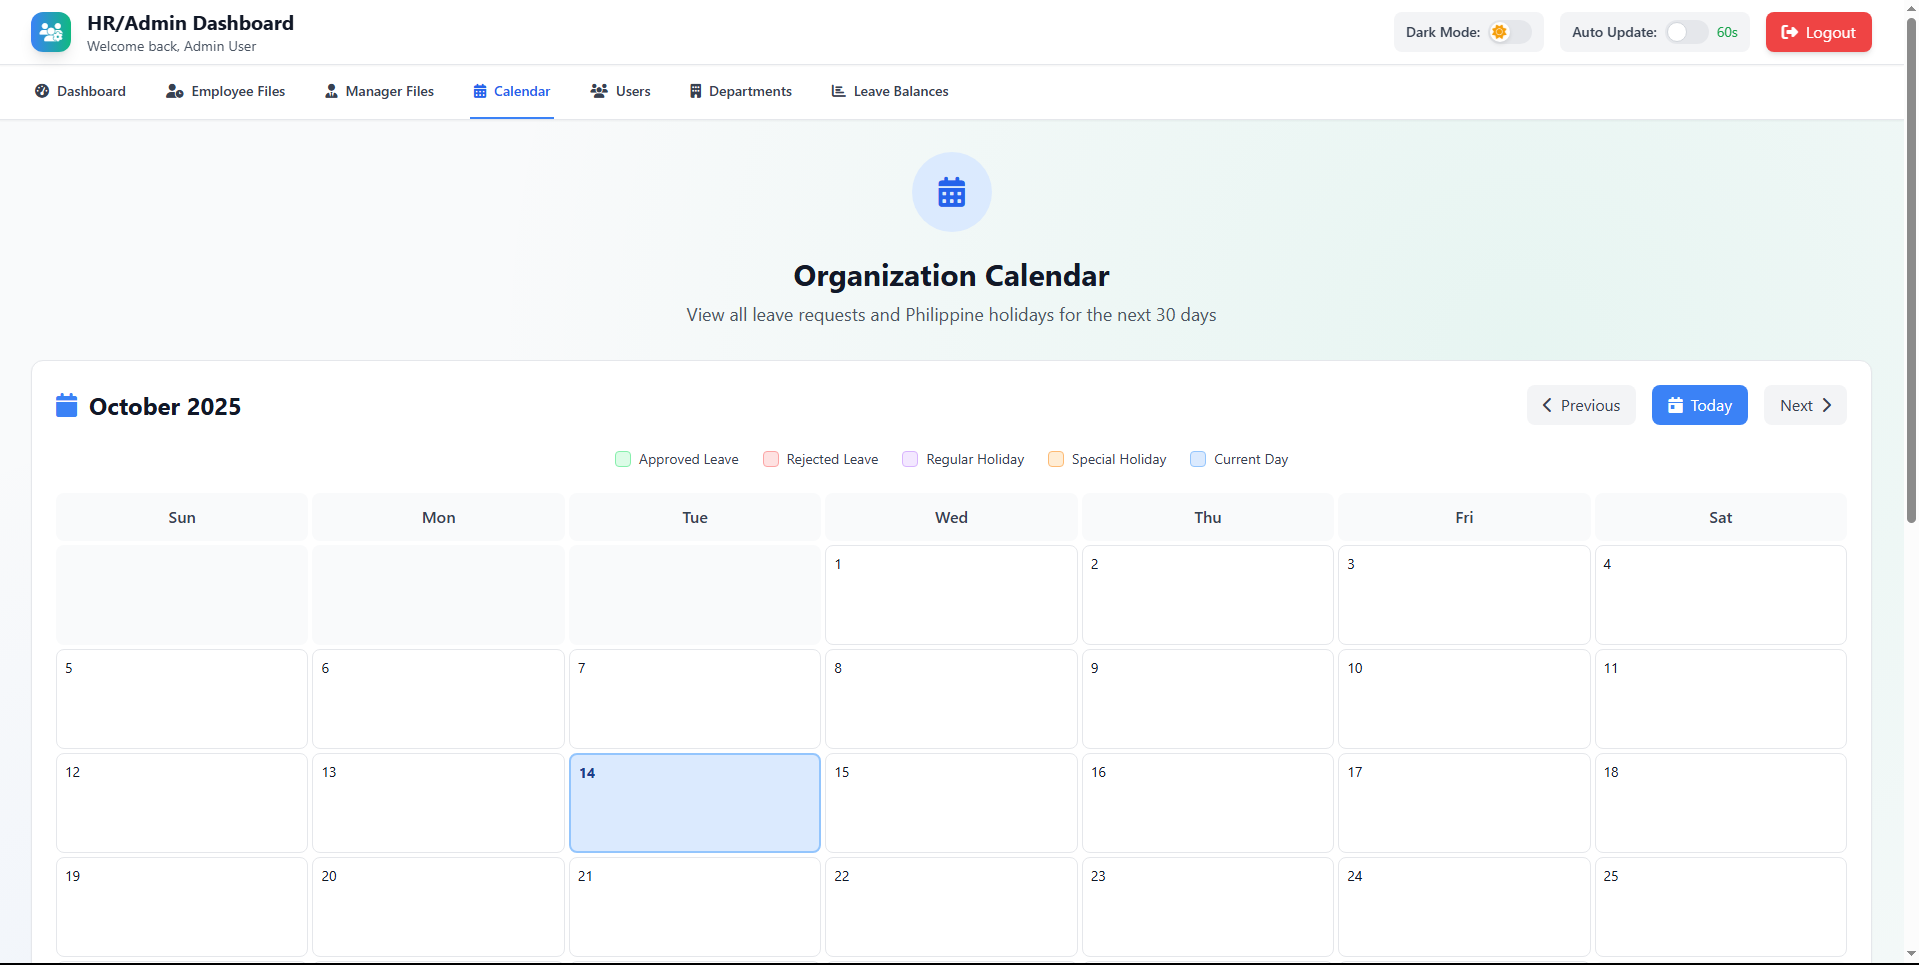 HR/Admin Dashboard
Welcome back, Admin User
Dark Mode:
Auto Update: 60s
Logout
Dashboard Employee Files Manager Files Calendar Users Departments Leave Balances
Organization Calendar
View all leave requests and Philippine holidays for the next 30 days
October 2025
Previous Today Next
Approved Leave Rejected Leave Regular Holiday Special Holiday Current Day
Sun Mon Tue Wed Thu Fri Sat
1 2 3 4
5 6 7 8 9 10 11
12 13 14 15 16 17 18
19 20 21 22 23 24 25